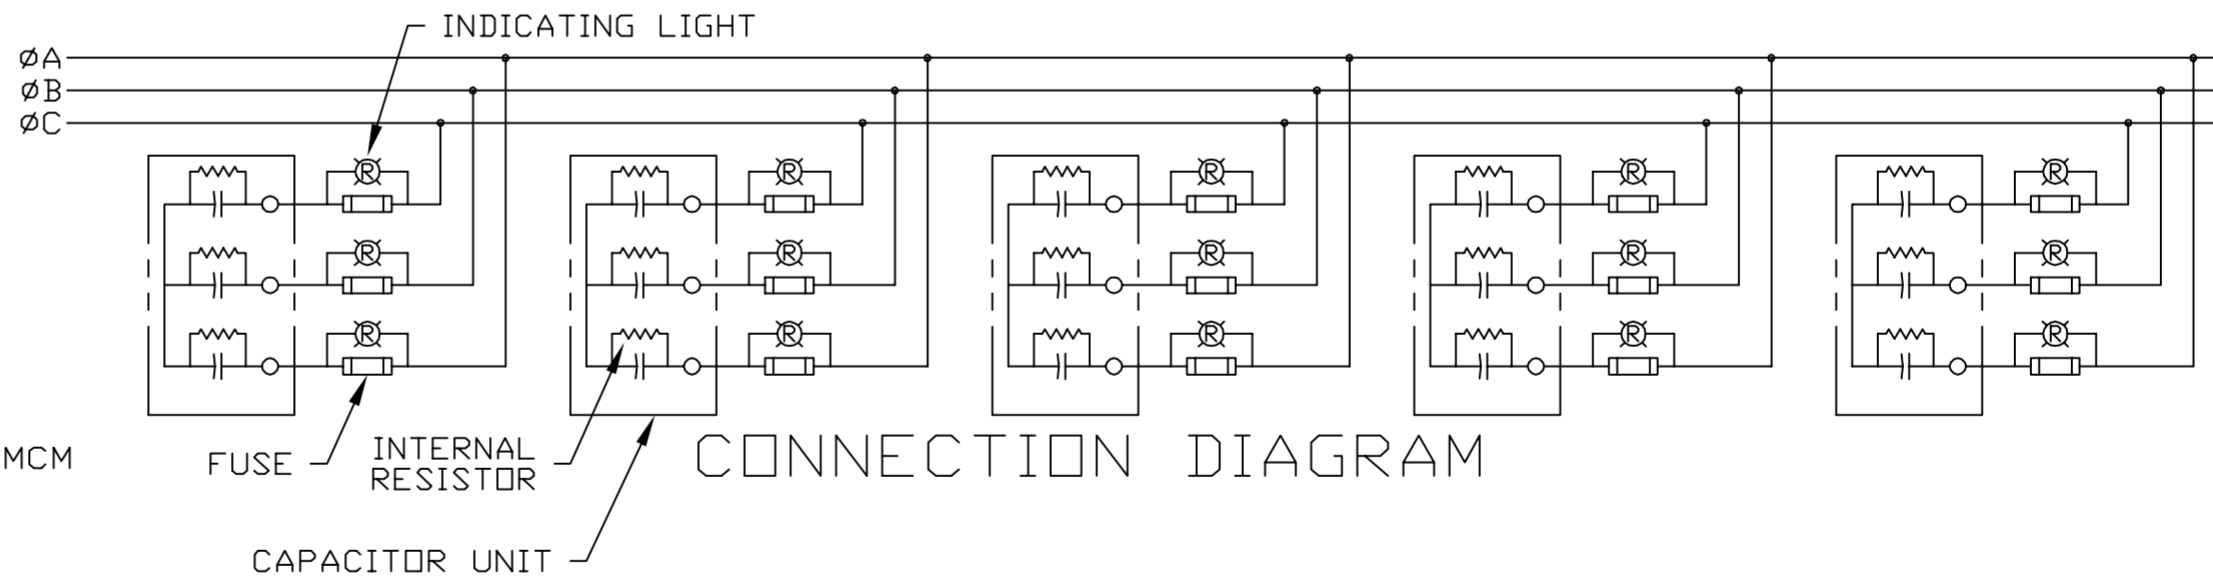 INDICATING LIGHT
ØA
ØB
ØC
R R R R R
R R R R R
R R R R R
MCM
FUSE
INTERNAL
RESISTOR
CONNECTION DIAGRAM
CAPACITOR UNIT